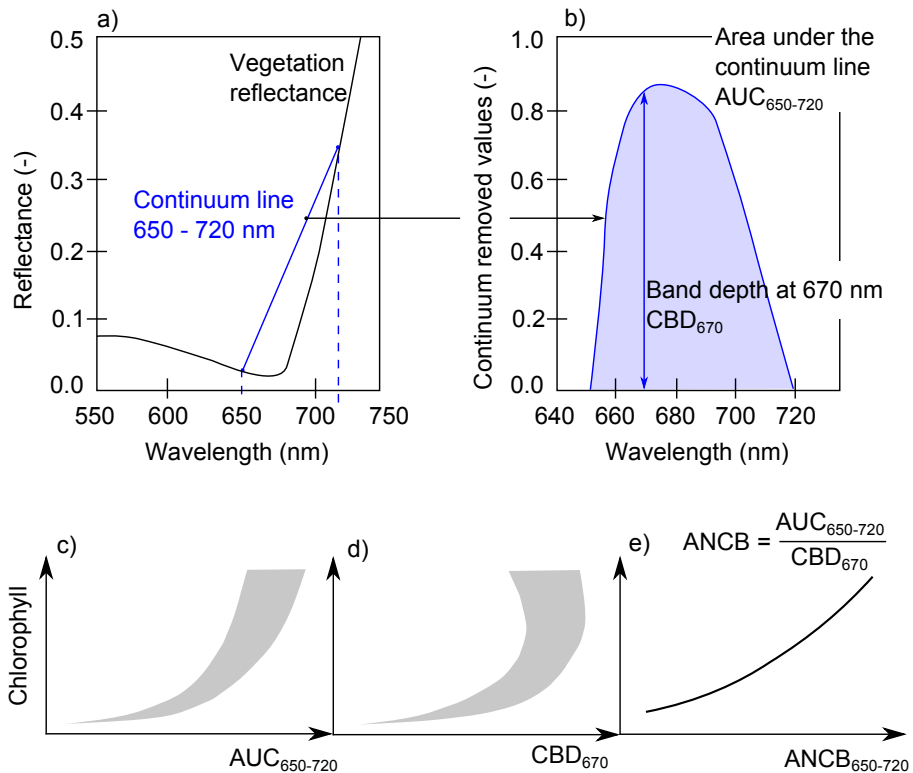 a)
Vegetation
reflectance
Continuum line
650 - 720 nm
Reflectance (-)
0.5
0.4
0.3
0.2
0.1
0.0
550 600 650 700 750
Wavelength (nm)
b)
Area under the
continuum line
AUC650-720
Band depth at 670 nm
CBD670
Continuum removed values (-)
1.0
0.8
0.6
0.4
0.2
0.0
640 660 680 700 720
Wavelength (nm)
c)
Chlorophyll
AUC650-720
d)
CBD670
e)
ANCB = AUC650-720
CBD670
ANCB650-720